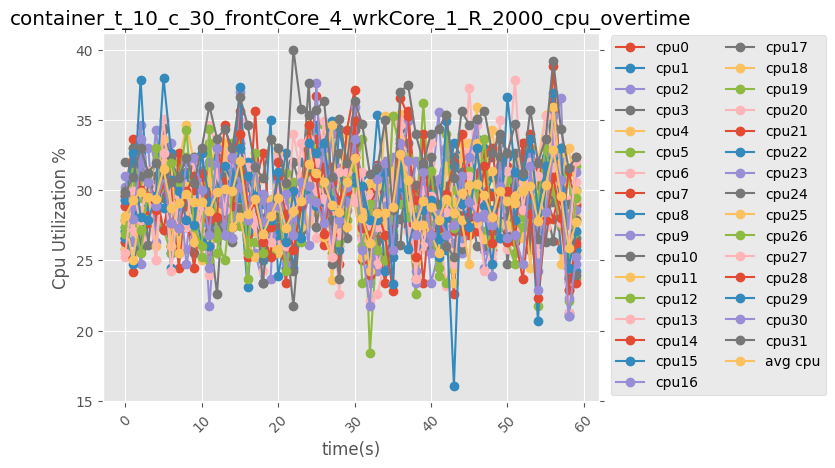 container_t_10_c_30_frontCore_4_wrkCore_1_R_2000_cpu_overtime
40
35
30
25
20
15
Cpu Utilization %
0
10
20
30
40
50
60
time(s)
cpu0
cpu1
cpu2
cpu3
cpu4
cpu5
cpu6
cpu7
cpu8
cpu9
cpu10
cpu11
cpu12
cpu13
cpu14
cpu15
cpu16
cpu17
cpu18
cpu19
cpu20
cpu21
cpu22
cpu23
cpu24
cpu25
cpu26
cpu27
cpu28
cpu29
cpu30
cpu31
avg cpu